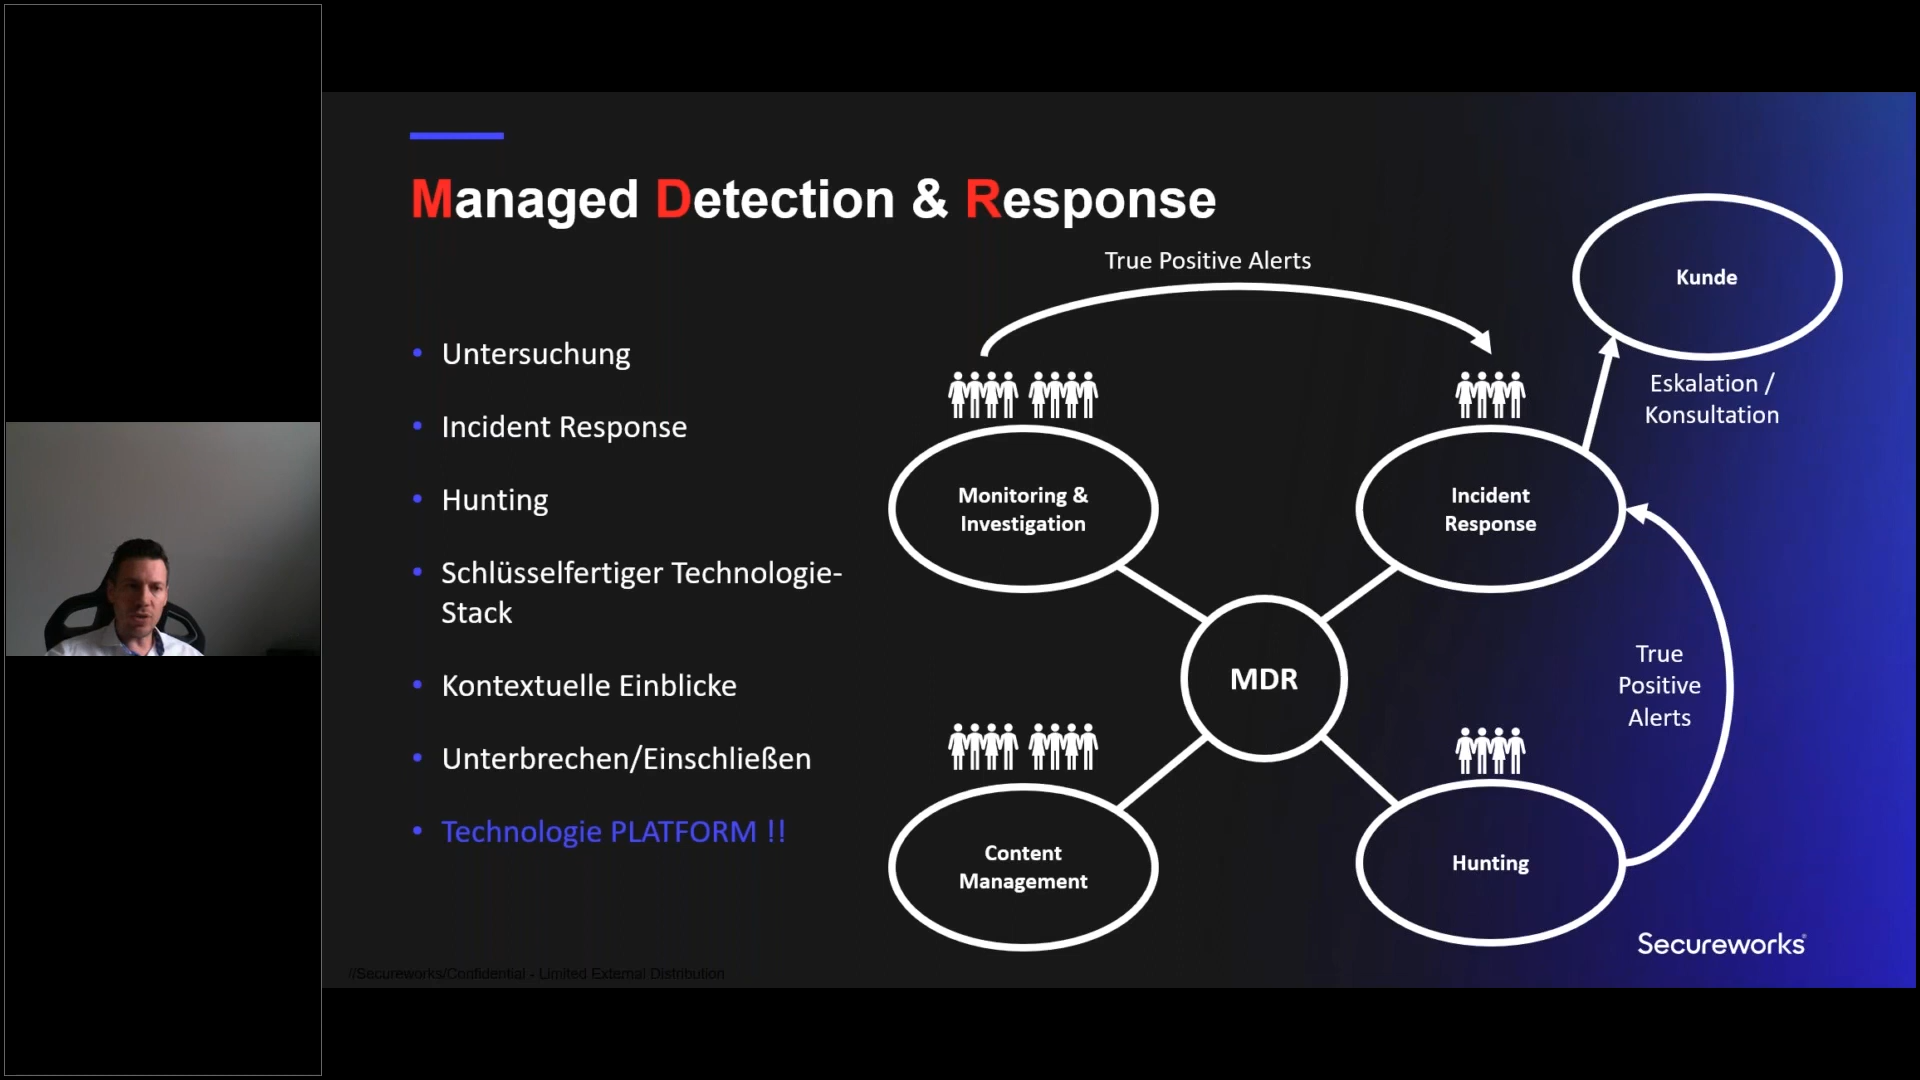 Managed Detection & Response
True Positive Alerts
Kunde
Eskalation /
Konsultation
• Untersuchung
• Incident Response
• Hunting
• Schlüsselfertiger Technologie-
Stack
• Kontextuelle Einblicke
• Unterbrechen/Einschließen
• Technologie PLATFORM !!
Monitoring &
Investigation
Incident
Response
MDR
True
Positive
Alerts
Content
Management
Hunting
Secureworks
//Secureworks/Confidential - Limited External Distribution